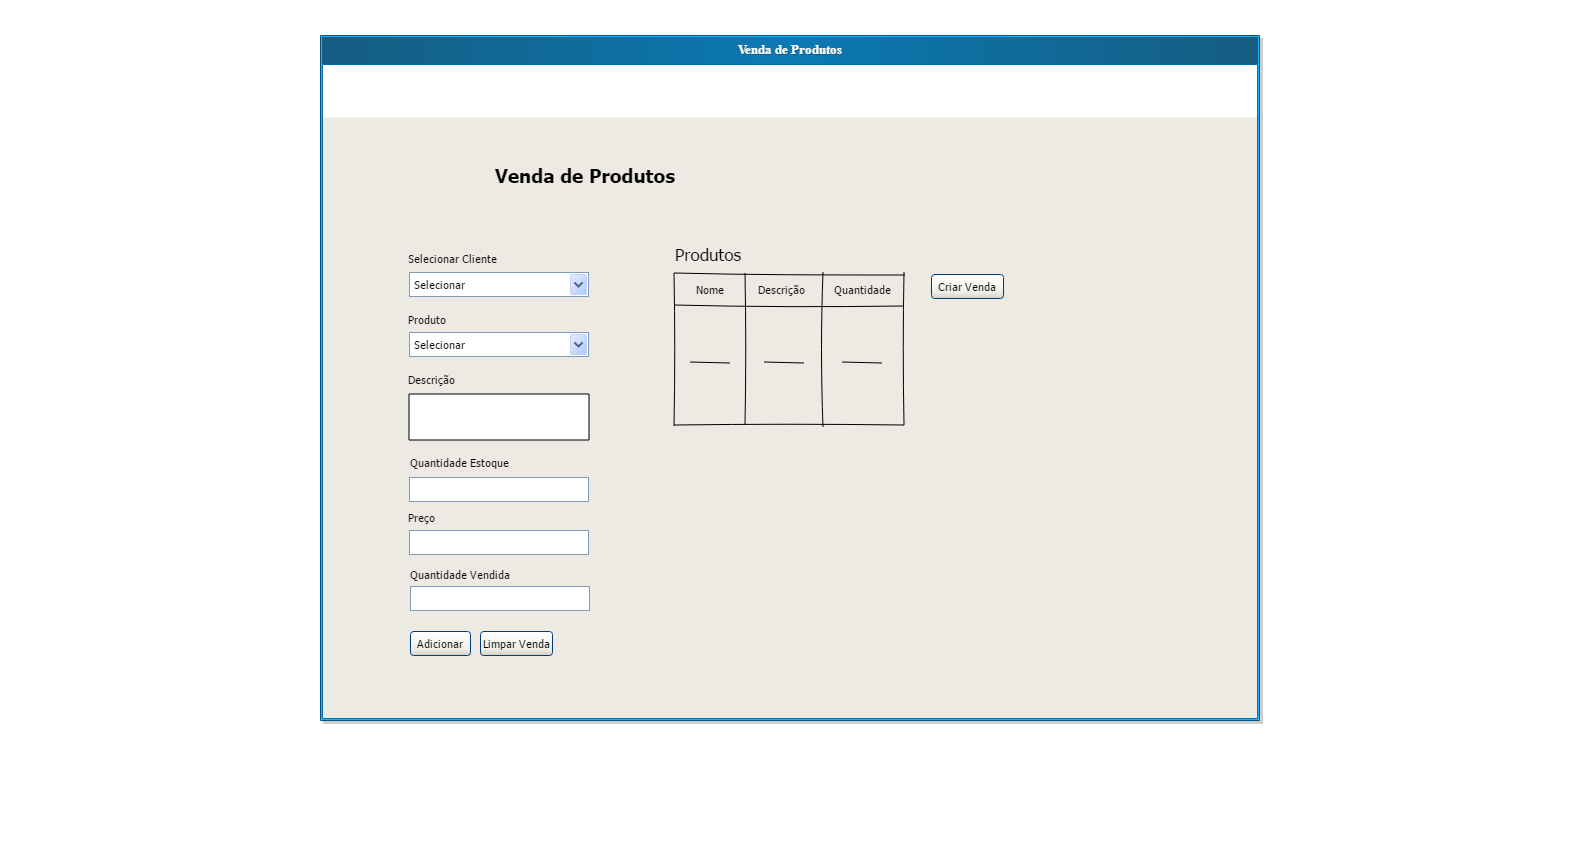 Venda de Produtos
Venda de Produtos
Selecionar Cliente
Selecionar
Produto
Selecionar
Descrição
Quantidade Estoque
Preço
Quantidade Vendida
Adicionar Limpar Venda
Produtos
Nome Descrição Quantidade
Criar Venda